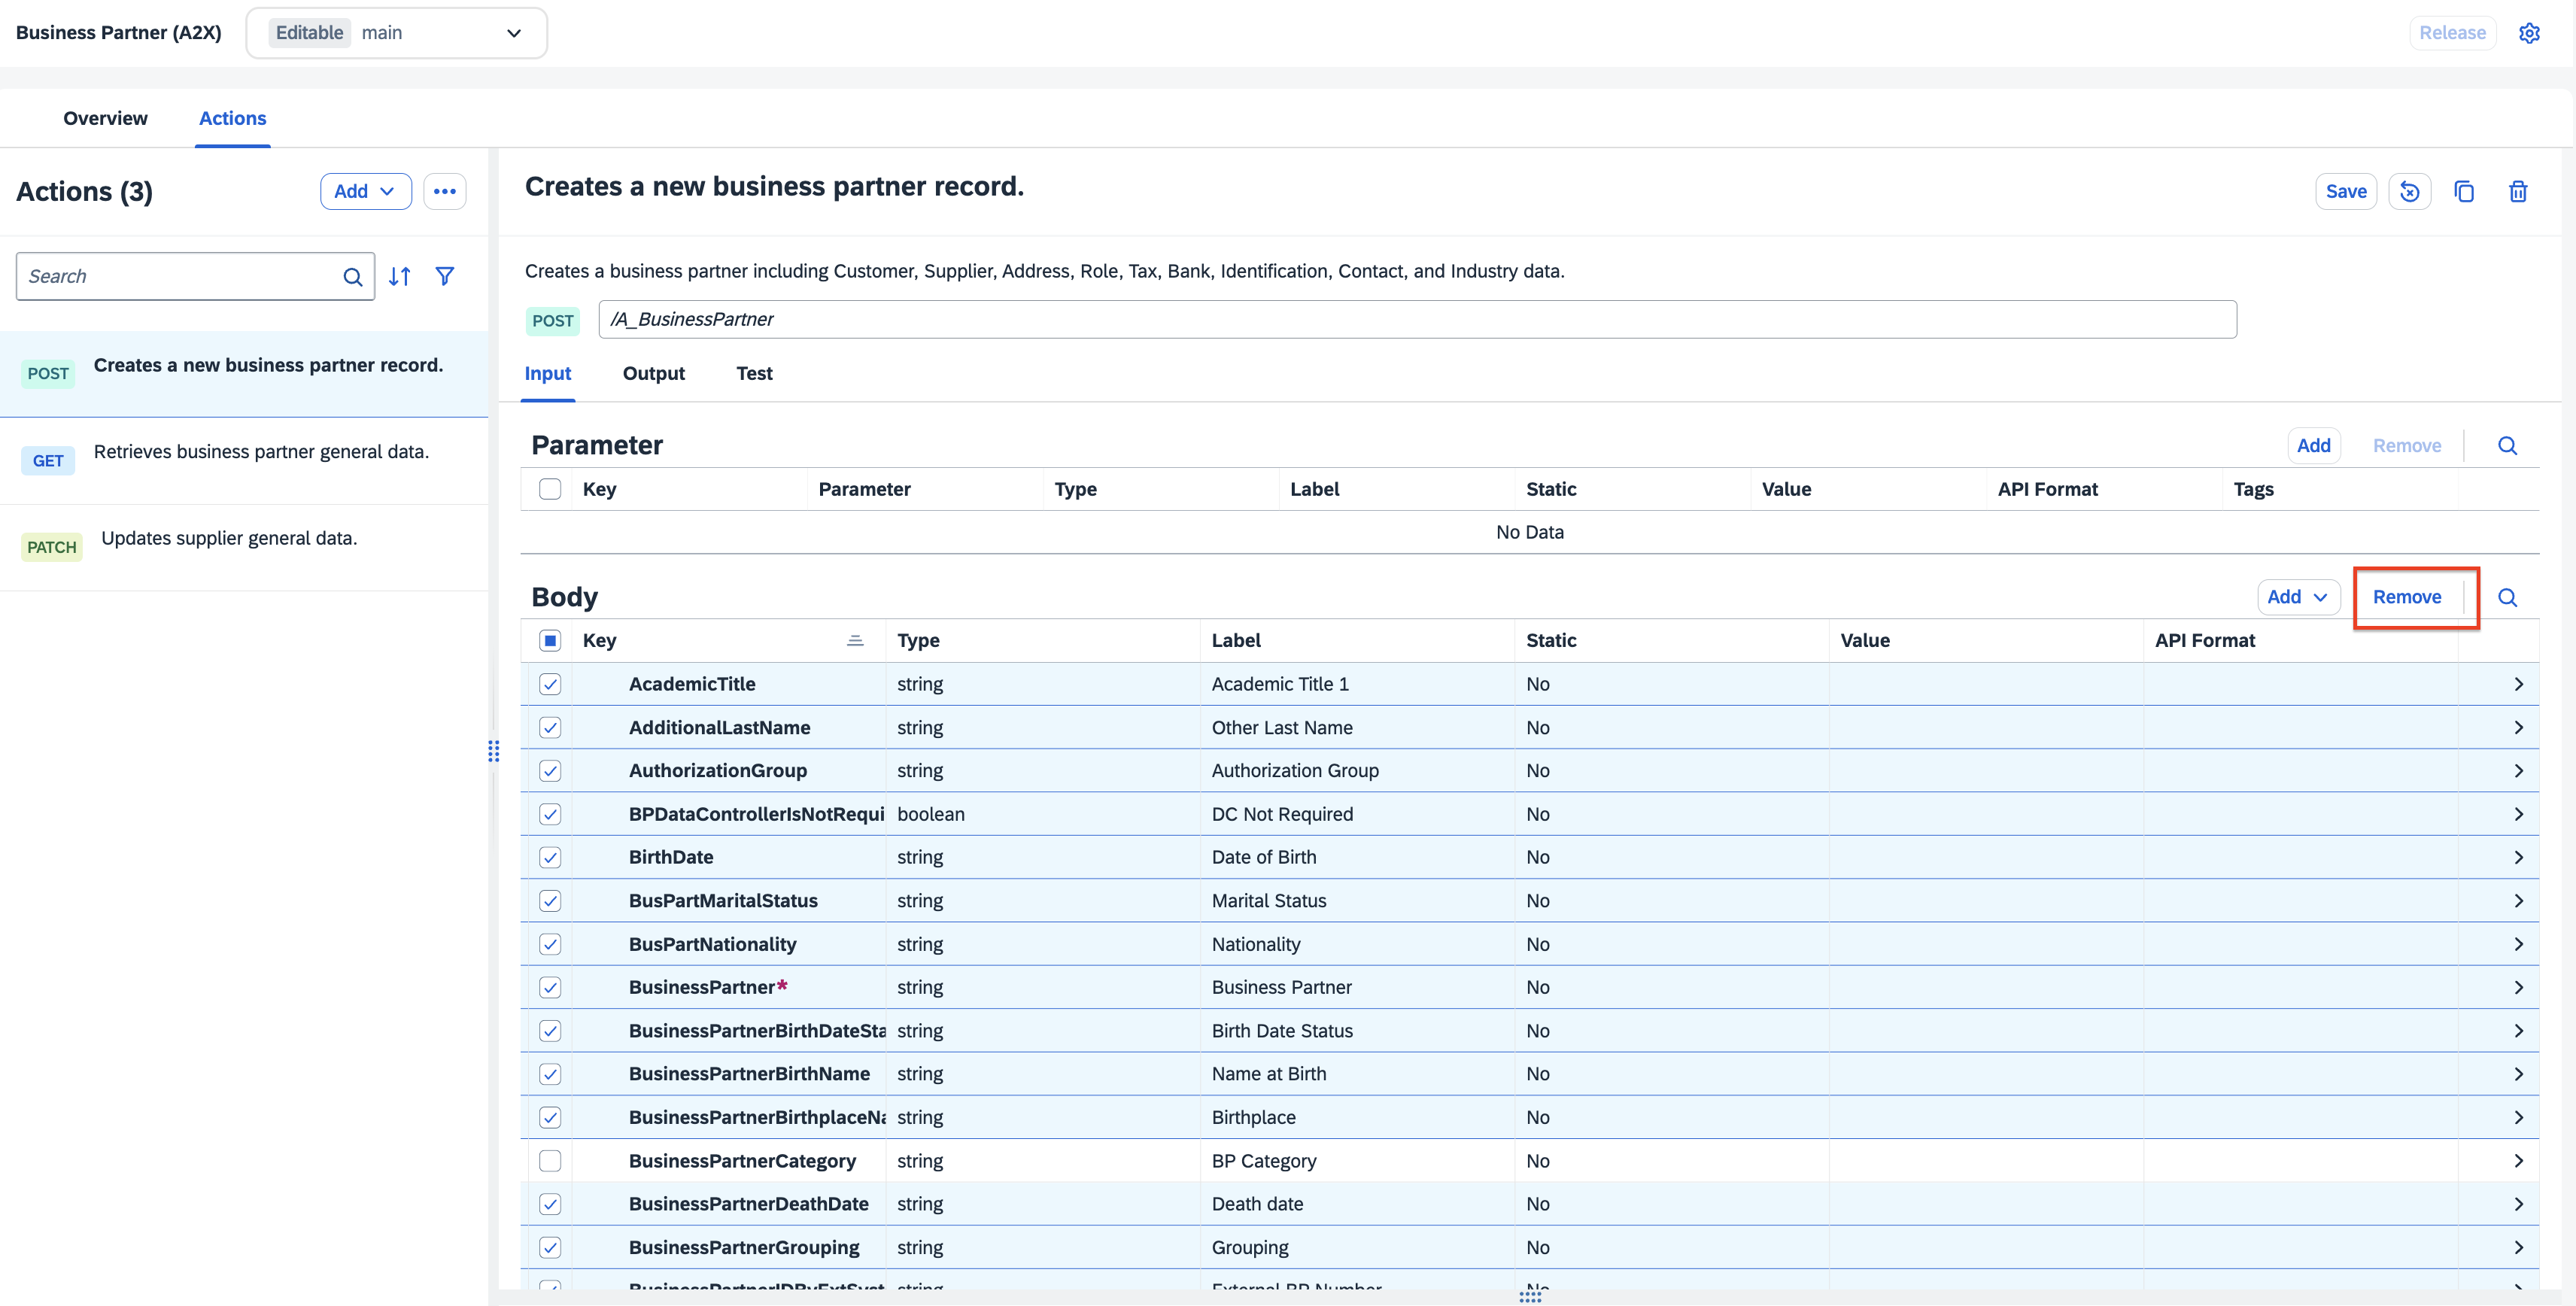 Business Partner (A2X) Editable main Release
Overview Actions
Actions (3) Add
Creates a new business partner record. Save
Search
Creates a business partner including Customer, Supplier, Address, Role, Tax, Bank, Identification, Contact, and Industry data.
POST /A_BusinessPartner
POST Creates a new business partner record.
GET Retrieves business partner general data.
PATCH Updates supplier general data.
Input Output Test
Parameter Add Remove
Key Parameter Type Label Static Value API Format Tags
No Data
Body Add Remove
Key Type Label Static Value API Format
AcademicTitle string Academic Title 1 No
AdditionalLastName string Other Last Name No
AuthorizationGroup string Authorization Group No
BPDataControllerIsNotRequi boolean DC Not Required No
BirthDate string Date of Birth No
BusPartMaritalStatus string Marital Status No
BusPartNationality string Nationality No
BusinessPartner* string Business Partner No
BusinessPartnerBirthDateSta string Birth Date Status No
BusinessPartnerBirthName string Name at Birth No
BusinessPartnerBirthplaceNa string Birthplace No
BusinessPartnerCategory string BP Category No
BusinessPartnerDeathDate string Death date No
BusinessPartnerGrouping string Grouping No
BusinessPartnerIDByExtSyst string External BP Number No